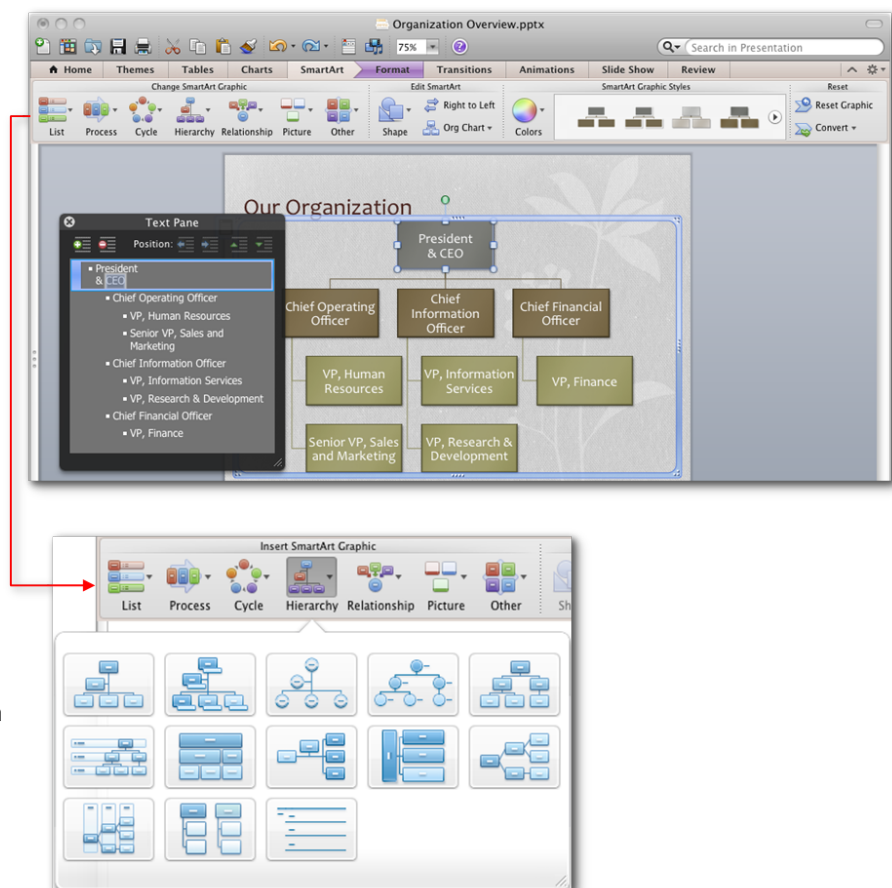 Organization Overview.pptx
75%
Search in Presentation
Home Themes Tables Charts SmartArt Format Transitions Animations Slide Show Review
Change SmartArt Graphic Edit SmartArt SmartArt Graphic Styles Reset
List Process Cycle Hierarchy Relationship Picture Other Shape Right to Left Org Chart Colors Reset Graphic Convert
Our Organization
Text Pane
Position:
President
& CEO
Chief Operating Officer
VP, Human Resources
Senior VP, Sales and
Marketing
Chief Information Officer
VP, Information Services
VP, Research & Development
Chief Financial Officer
VP, Finance
President
& CEO
Chief Operating
Officer
Chief
Information
Officer
Chief Financial
Officer
VP, Human
Resources
VP, Information
Services
VP, Finance
Senior VP, Sales
and Marketing
VP, Research &
Development
Insert SmartArt Graphic
List Process Cycle Hierarchy Relationship Picture Other Sh